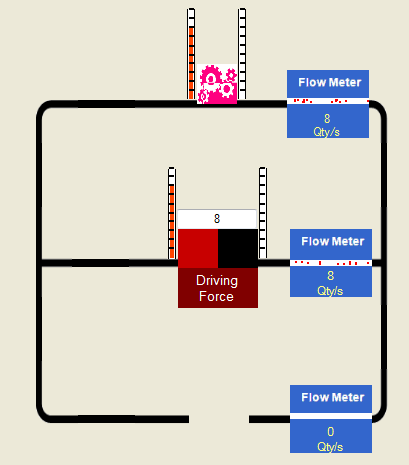 Flow Meter
8
Qty/s
8
Flow Meter
8
Qty/s
Driving
Force
Flow Meter
0
Qty/s